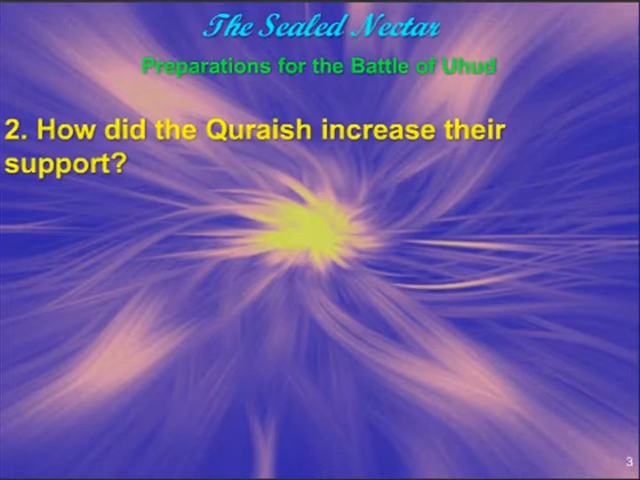 The Sealed Nectar
Preparations for the Battle of Uhud
2. How did the Quraish increase their
support?
3